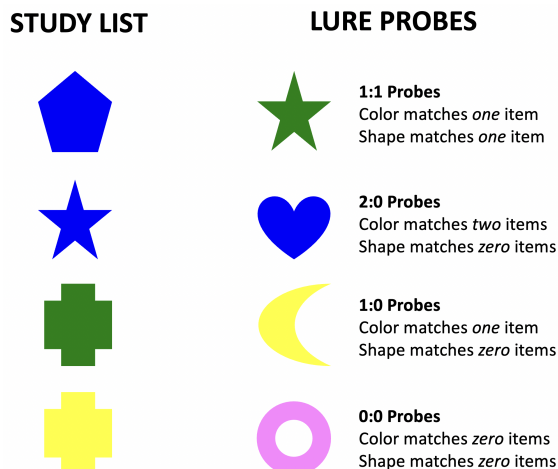 STUDY LIST
LURE PROBES
1:1 Probes
Color matches one item
Shape matches one item
2:0 Probes
Color matches two items
Shape matches zero items
1:0 Probes
Color matches one item
Shape matches zero items
0:0 Probes
Color matches zero items
Shape matches zero items